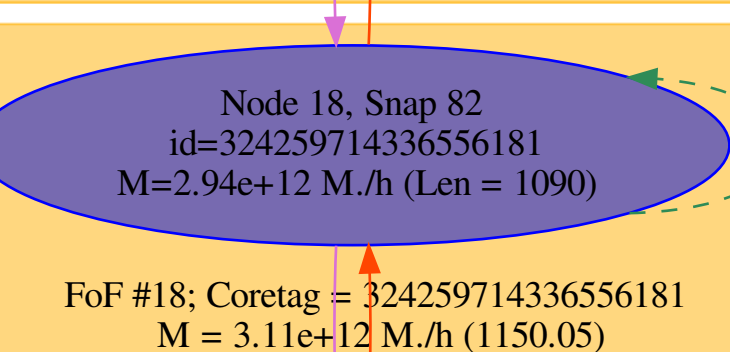 Node 18, Snap 82
id=324259714336556181
M=2.94e+12 M./h (Len = 1090)
FoF #18; Coretag = 324259714336556181
M = 3.11e+12 M./h (1150.05)